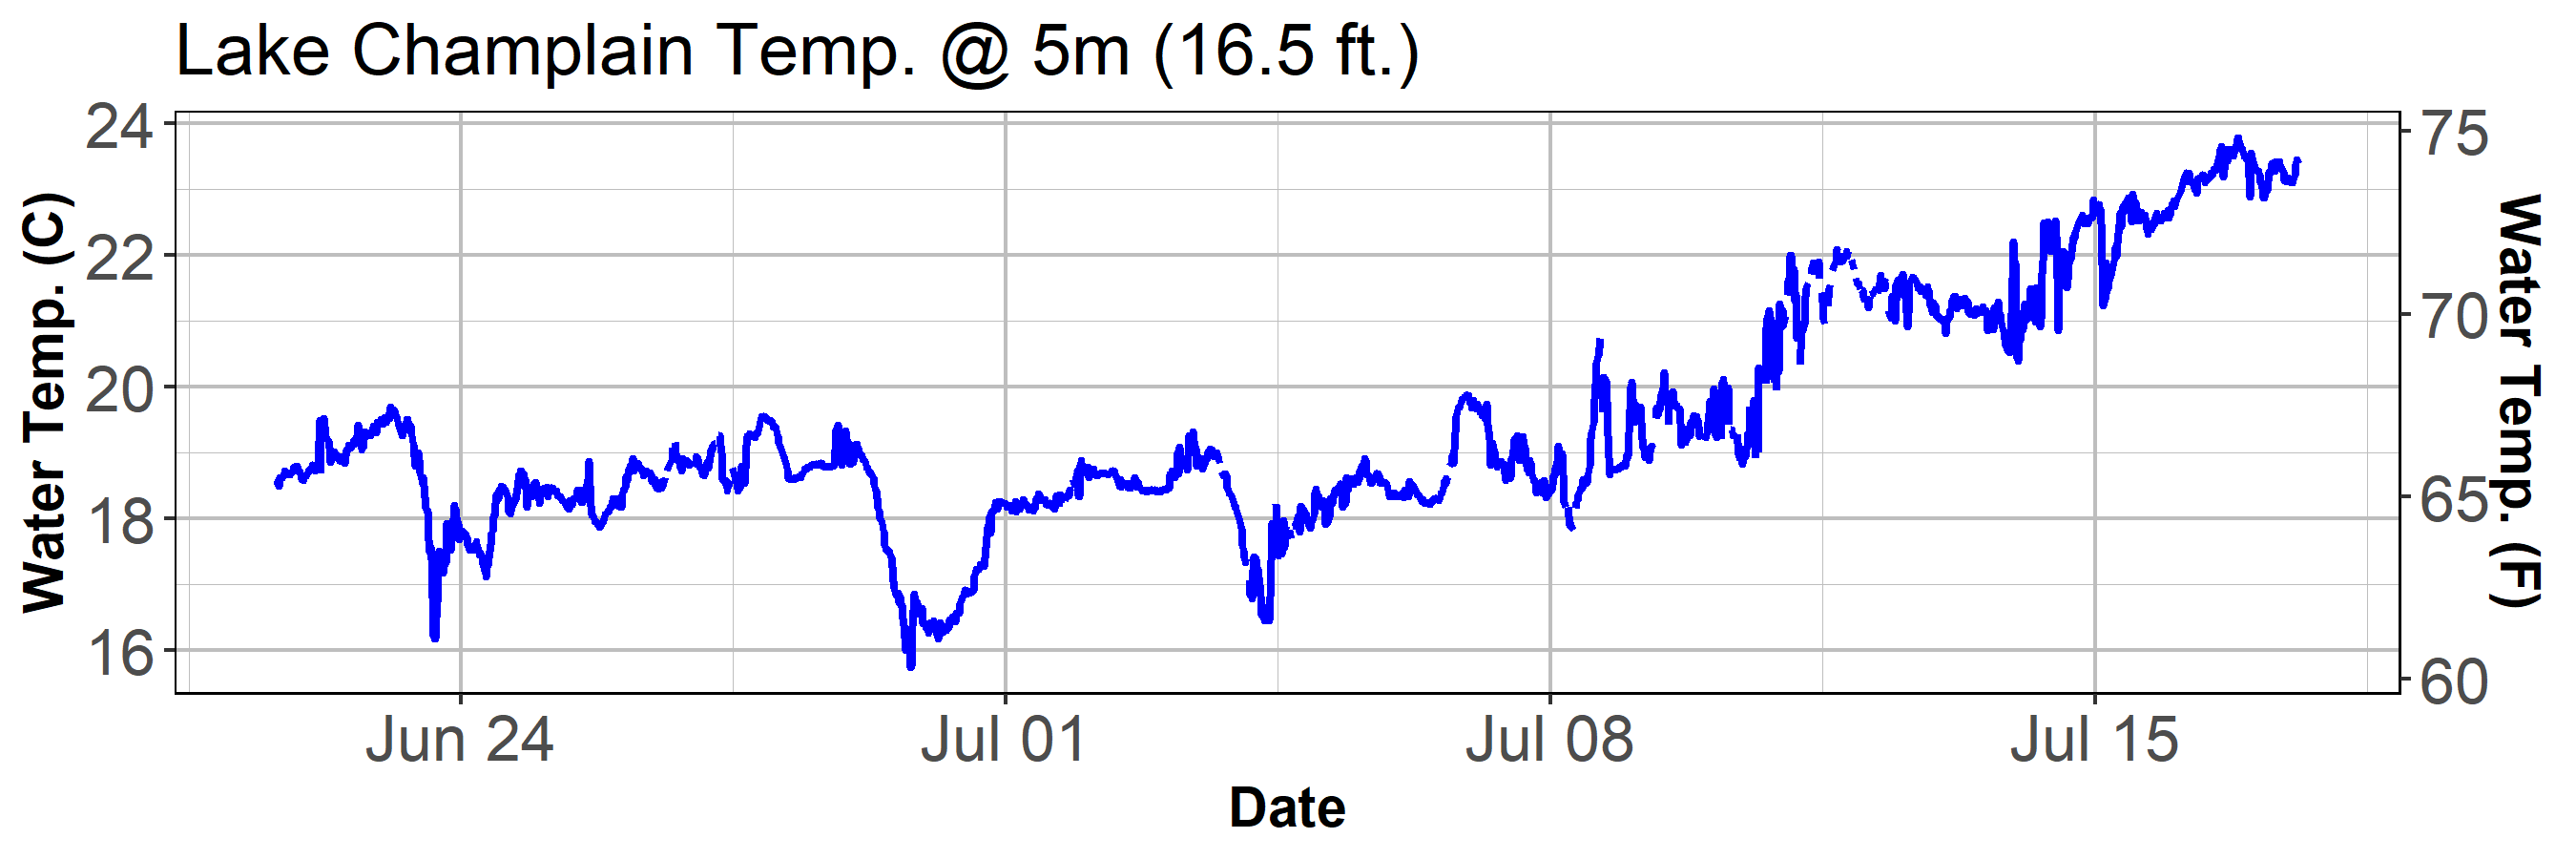 Lake Champlain Temp. @ 5m (16.5 ft.)
Water Temp. (C)
24
22
20
18
16
75
70
65
60
Water Temp. (F)
Jun 24
Jul 01
Jul 08
Jul 15
Date